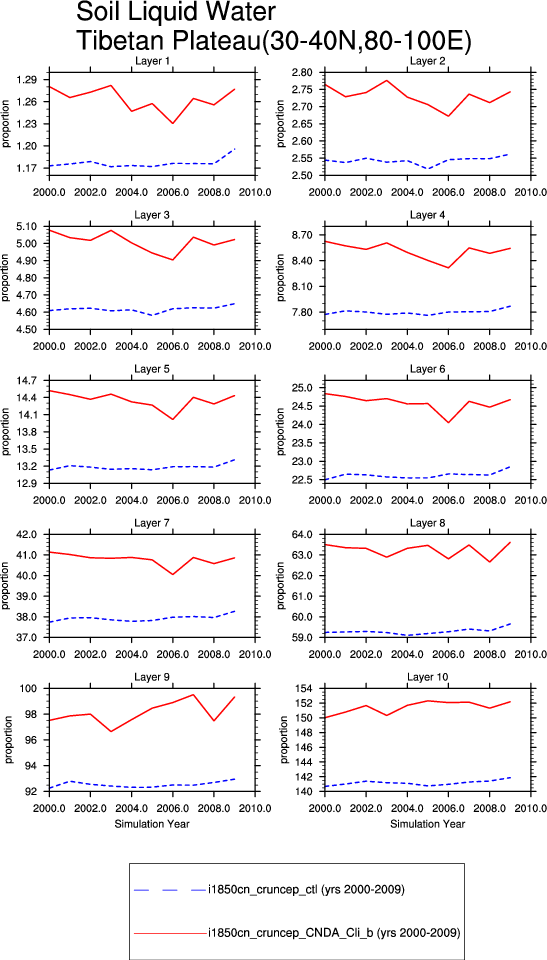 Soil Liquid Water
Tibetan Plateau(30-40N,80-100E)
Layer 1
proportion
1.29
1.26
1.23
1.20
1.17
2000.0 2002.0 2004.0 2006.0 2008.0 2010.0
Layer 2
2.80
2.75
2.70
2.65
2.60
2.55
2.50
2000.0 2002.0 2004.0 2006.0 2008.0 2010.0
Layer 3
proportion
5.10
5.00
4.90
4.80
4.70
4.60
4.50
2000.0 2002.0 2004.0 2006.0 2008.0 2010.0
Layer 4
proportion
8.70
8.40
8.10
7.80
2000.0 2002.0 2004.0 2006.0 2008.0 2010.0
Layer 5
proportion
14.7
14.4
14.1
13.8
13.5
13.2
12.9
2000.0 2002.0 2004.0 2006.0 2008.0 2010.0
Layer 6
proportion
25.0
24.5
24.0
23.5
23.0
22.5
2000.0 2002.0 2004.0 2006.0 2008.0 2010.0
Layer 7
proportion
42.0
41.0
40.0
39.0
38.0
37.0
2000.0 2002.0 2004.0 2006.0 2008.0 2010.0
Layer 8
proportion
64.0
63.0
62.0
61.0
60.0
59.0
2000.0 2002.0 2004.0 2006.0 2008.0 2010.0
Layer 9
proportion
100
98
96
94
92
2000.0 2002.0 2004.0 2006.0 2008.0 2010.0
Simulation Year
Layer 10
proportion
154
152
150
148
146
144
142
140
2000.0 2002.0 2004.0 2006.0 2008.0 2010.0
Simulation Year
i1850cn_cruncep_ctl (yrs 2000-2009)
i1850cn_cruncep_CNDA_Cli_b (yrs 2000-2009)